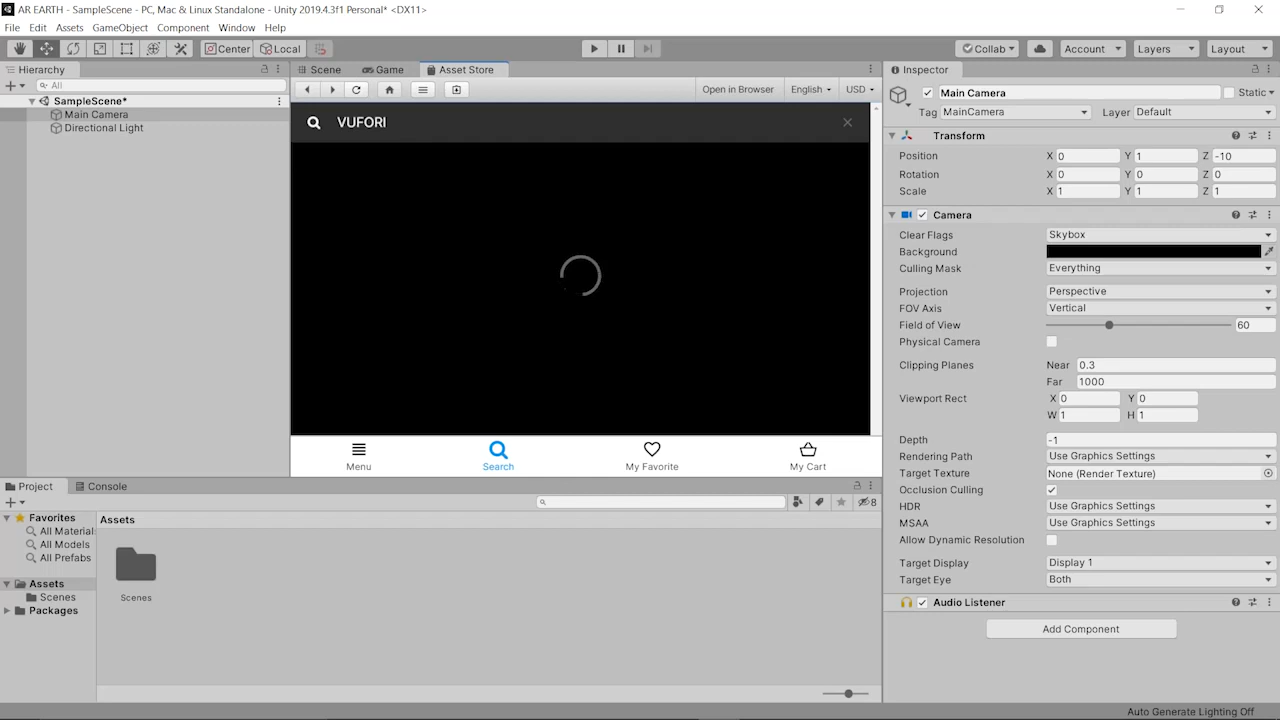 AR EARTH - SampleScene - PC, Mac & Linux Standalone - Unity 2019.4.3f1 Personal* <DX11>
File Edit Assets GameObject Component Window Help
Center Local Collab Account Layers Layout
Hierarchy
All
SampleScene*
Main Camera
Directional Light
Scene Game Asset Store
Open in Browser English USD
VUFORI
Menu Search My Favorite My Cart
Project Console
8
Favorites
All Material
All Models
All Prefabs
Assets
Scenes
Packages
Assets
Scenes
Inspector
Main Camera Static
Tag MainCamera Layer Default
Transform
Position X 0 Y 1 Z -10
Rotation X 0 Y 0 Z 0
Scale X 1 Y 1 Z 1
Camera
Clear Flags Skybox
Background
Culling Mask Everything
Projection Perspective
FOV Axis Vertical
Field of View 60
Physical Camera
Clipping Planes Near 0.3
Far 1000
Viewport Rect X 0 Y 0
W 1 H 1
Depth -1
Rendering Path Use Graphics Settings
Target Texture None (Render Texture)
Occlusion Culling
HDR Use Graphics Settings
MSAA Use Graphics Settings
Allow Dynamic Resolution
Target Display Display 1
Target Eye Both
Audio Listener
Add Component
Auto Generate Lighting Off